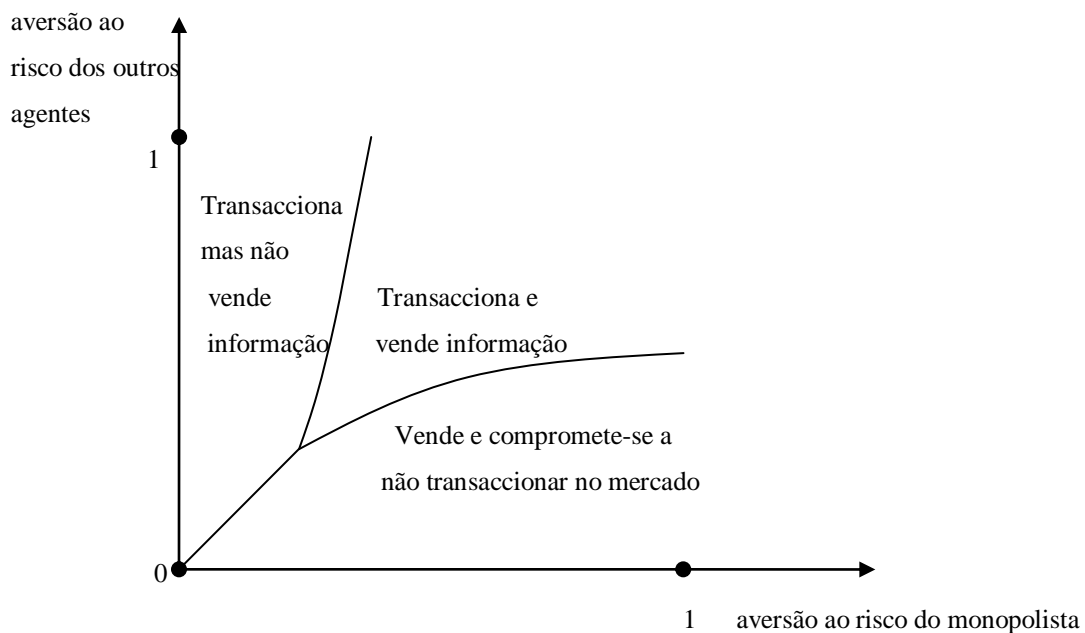 aversão ao
risco dos outros
agentes
1
Transacciona
mas não
vende
informação
Transacciona e
vende informação
Vende e compromete-se a
não transaccionar no mercado
0
1 aversão ao risco do monopolista